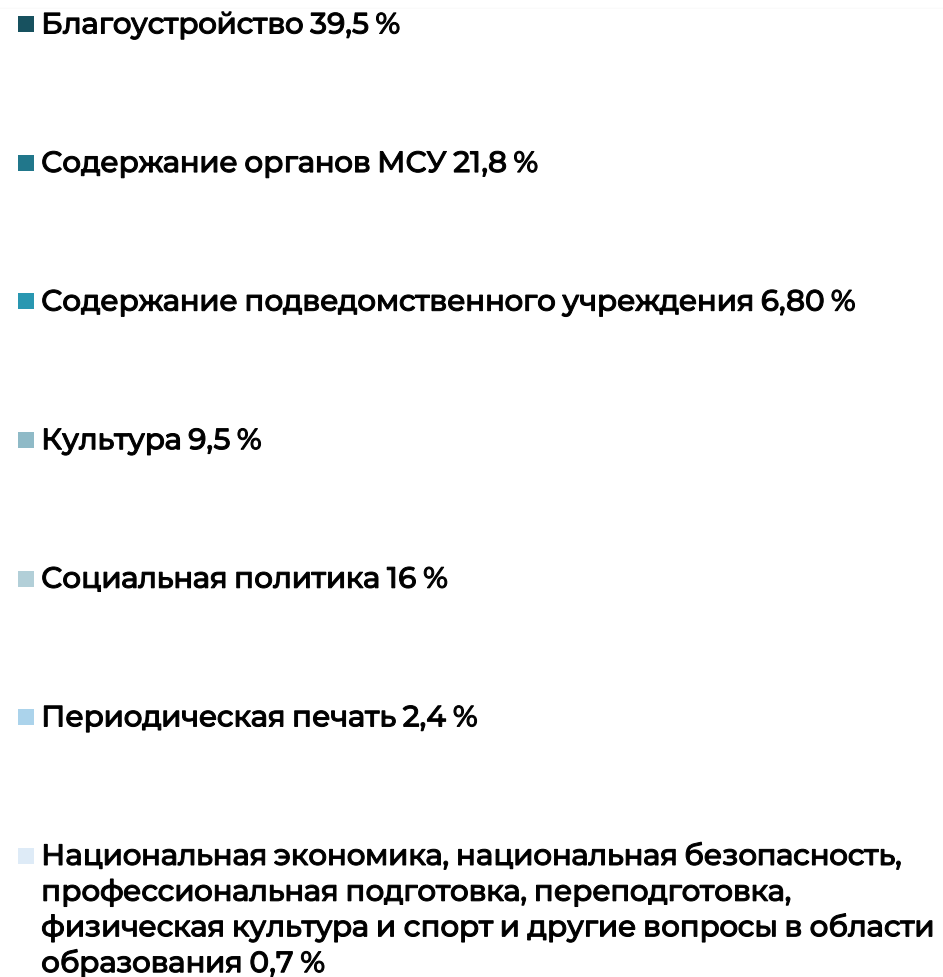 Благоустройство 39,5 %
Содержание органов МСУ 21,8 %
Содержание подведомственного учреждения 6,80 %
Культура 9,5 %
Социальная политика 16 %
Периодическая печать 2,4 %
Национальная экономика, национальная безопасность,
профессиональная подготовка, переподготовка,
физическая культура и спорт и другие вопросы в области
образования 0,7 %